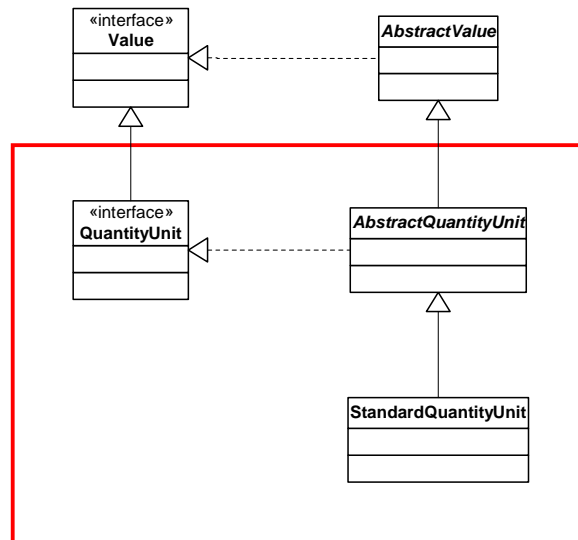 «interface»
Value
AbstractValue
«interface»
QuantityUnit
AbstractQuantityUnit
StandardQuantityUnit